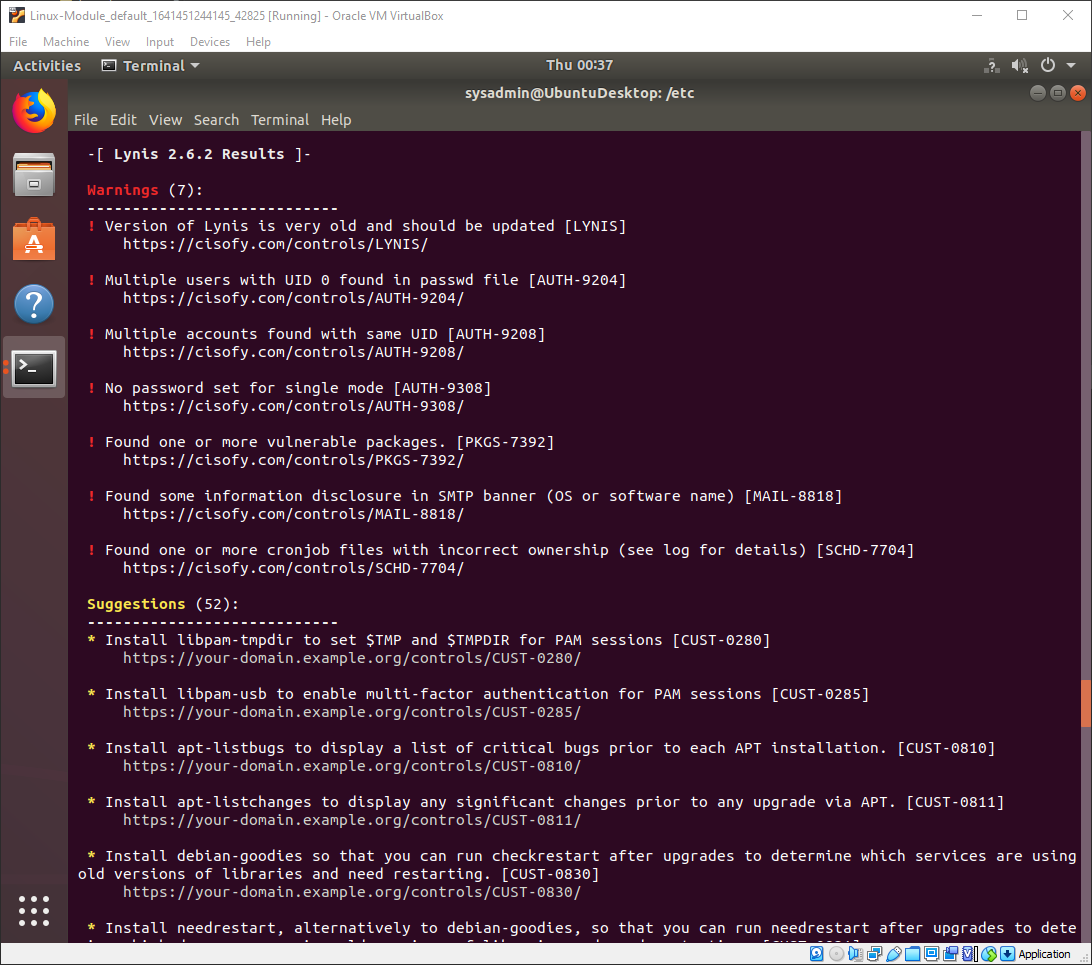 Linux-Module_default_1641451244145_42825 [Running] - Oracle VM VirtualBox
File Machine View Input Devices Help
Activities Terminal Thu 00:37
sysadmin@UbuntuDesktop: /etc
File Edit View Search Terminal Help
-[ Lynis 2.6.2 Results ]-
Warnings (7):
----------------------------
! Version of Lynis is very old and should be updated [LYNIS]
https://cisofy.com/controls/LYNIS/
! Multiple users with UID 0 found in passwd file [AUTH-9204]
https://cisofy.com/controls/AUTH-9204/
! Multiple accounts found with same UID [AUTH-9208]
https://cisofy.com/controls/AUTH-9208/
! No password set for single mode [AUTH-9308]
https://cisofy.com/controls/AUTH-9308/
! Found one or more vulnerable packages. [PKGS-7392]
https://cisofy.com/controls/PKGS-7392/
! Found some information disclosure in SMTP banner (OS or software name) [MAIL-8818]
https://cisofy.com/controls/MAIL-8818/
! Found one or more cronjob files with incorrect ownership (see log for details) [SCHD-7704]
https://cisofy.com/controls/SCHD-7704/
Suggestions (52):
----------------------------
* Install libpam-tmpdir to set $TMP and $TMPDIR for PAM sessions [CUST-0280]
https://your-domain.example.org/controls/CUST-0280/
* Install libpam-usb to enable multi-factor authentication for PAM sessions [CUST-0285]
https://your-domain.example.org/controls/CUST-0285/
* Install apt-listbugs to display a list of critical bugs prior to each APT installation. [CUST-0810]
https://your-domain.example.org/controls/CUST-0810/
* Install apt-listchanges to display any significant changes prior to any upgrade via APT. [CUST-0811]
https://your-domain.example.org/controls/CUST-0811/
* Install debian-goodies so that you can run checkrestart after upgrades to determine which services are using
old versions of libraries and need restarting. [CUST-0830]
https://your-domain.example.org/controls/CUST-0830/
* Install needrestart, alternatively to debian-goodies, so that you can run needrestart after upgrades to dete
Application